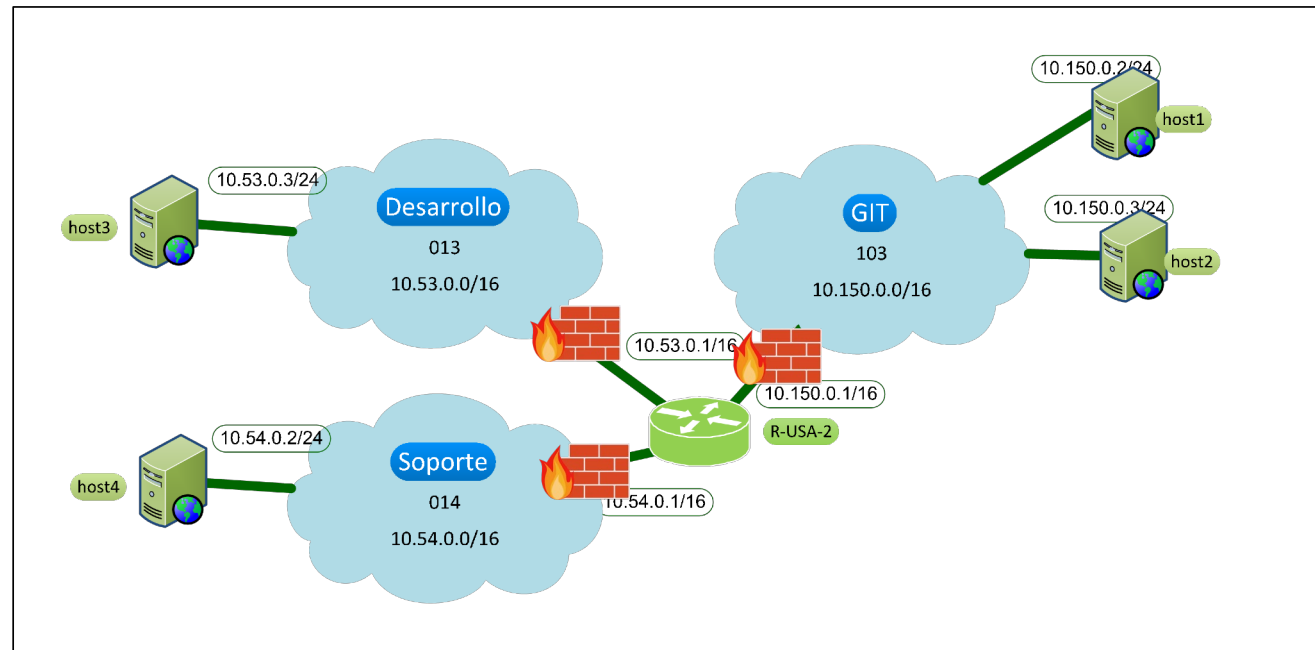 10.150.0.2/24
host1
10.53.0.3/24
host3
Desarrollo
013
10.53.0.0/16
GIT
103
10.150.0.0/16
10.150.0.3/24
host2
10.53.0.1/16
10.150.0.1/16
R-USA-2
10.54.0.2/24
host4
Soporte
014
10.54.0.0/16
10.54.0.1/16